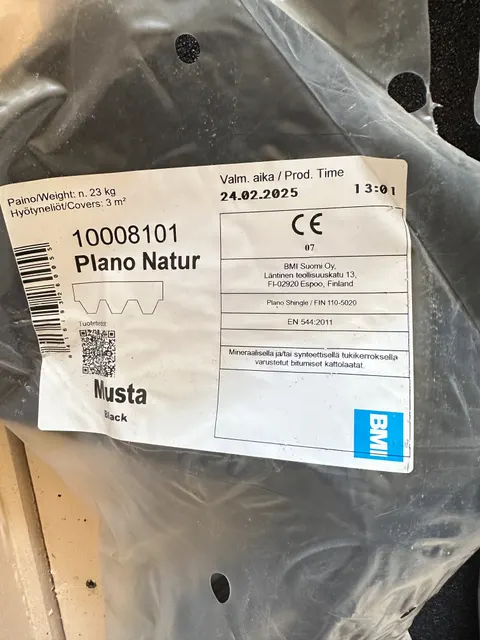 Paino/Weight: n. 23 kg
Hyötyneliöt/Covers: 3 m²
10008101
Plano Natur
Tuotetieto:
Musta
Black
Valm. aika / Prod. Time
24.02.2025 13:01
CE
07
BMI Suomi Oy,
Läntinen teollisuuskatu 13,
FI-02920 Espoo, Finland
Plano Shingle / FIN 110-5020
EN 544:2011
Mineraalisella ja/tai synteettisellä tukikerroksella
varustetut bitumiset kattolaatat.
BMI